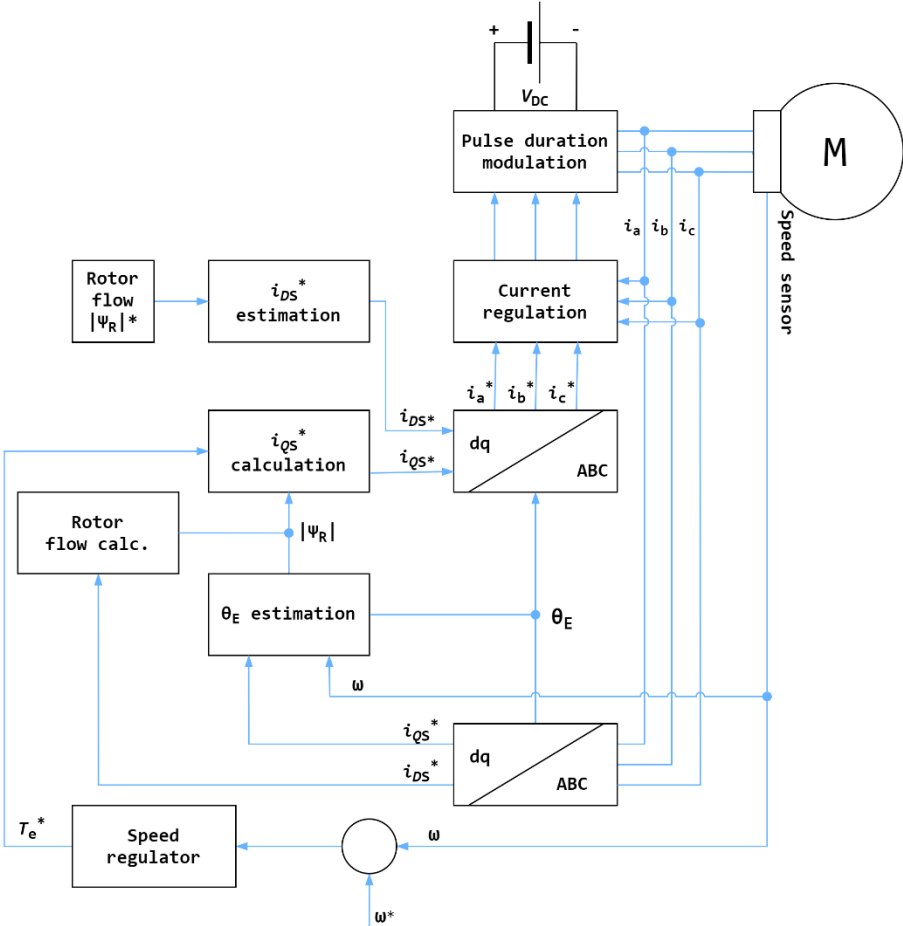 + -
V_DC
Pulse duration
modulation
M
i_a i_b i_c
Speed sensor
Rotor
flow
|Ψ_R|*
i_DS*
estimation
Current
regulation
i_a* i_b* i_c*
i_DS*
i_QS*
calculation
i_QS*
dq
ABC
Rotor
flow calc.
|Ψ_R|
θ_E estimation
θ_E
ω
i_QS*
i_DS*
dq
ABC
T_e*
Speed
regulator
ω
ω*